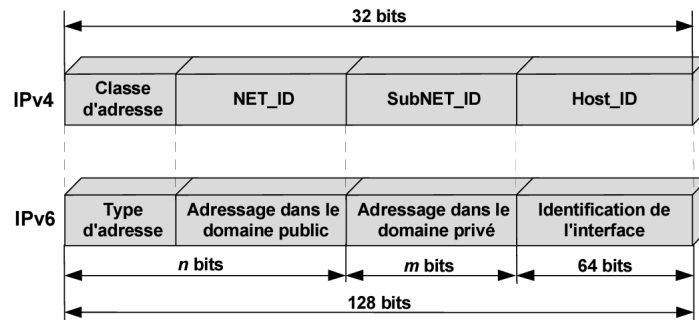 32 bits
IPv4
Classe
d'adresse
NET_ID
SubNET_ID
Host_ID
IPv6
Type
d'adresse
Adressage dans le
domaine public
Adressage dans le
domaine privé
Identification de
l'interface
n bits
m bits
64 bits
128 bits